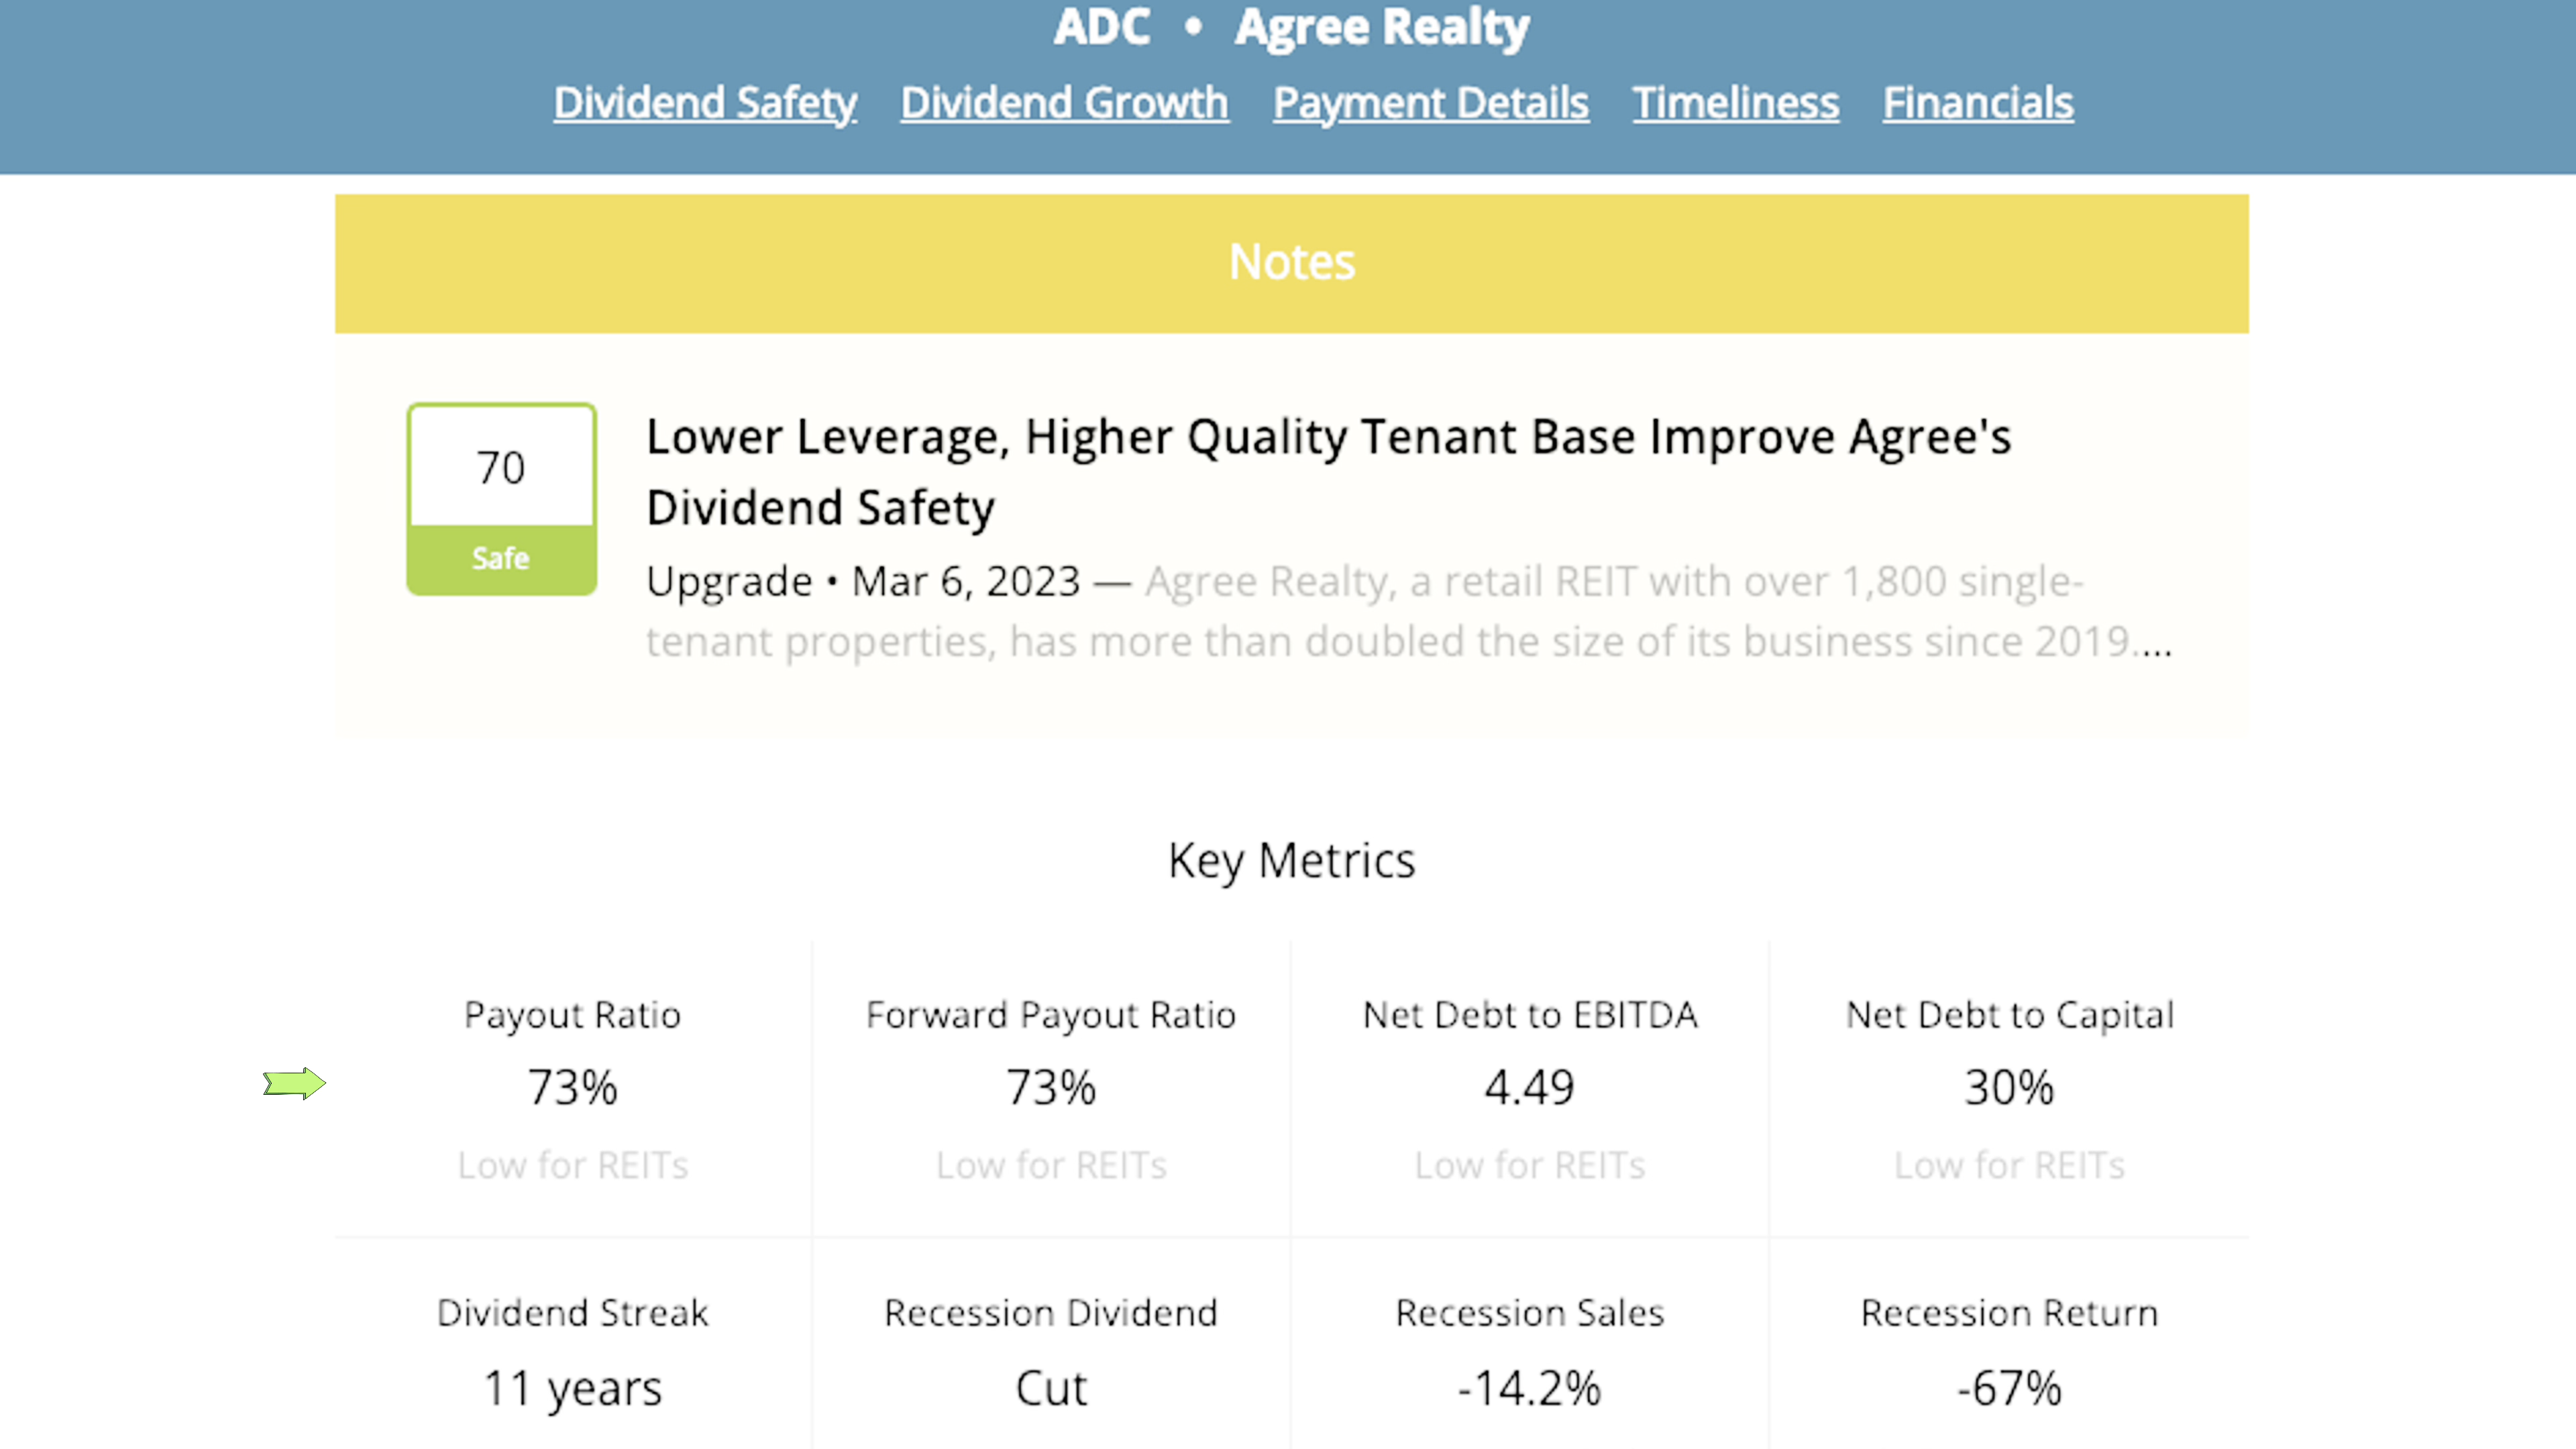 ADC • Agree Realty
Dividend Safety Dividend Growth Payment Details Timeliness Financials
Notes
70
Safe
Lower Leverage, Higher Quality Tenant Base Improve Agree's
Dividend Safety
Upgrade • Mar 6, 2023 — Agree Realty, a retail REIT with over 1,800 single-
tenant properties, has more than doubled the size of its business since 2019....
Key Metrics
Payout Ratio Forward Payout Ratio Net Debt to EBITDA Net Debt to Capital
73% 73% 4.49 30%
Low for REITs Low for REITs Low for REITs Low for REITs
Dividend Streak Recession Dividend Recession Sales Recession Return
11 years Cut -14.2% -67%